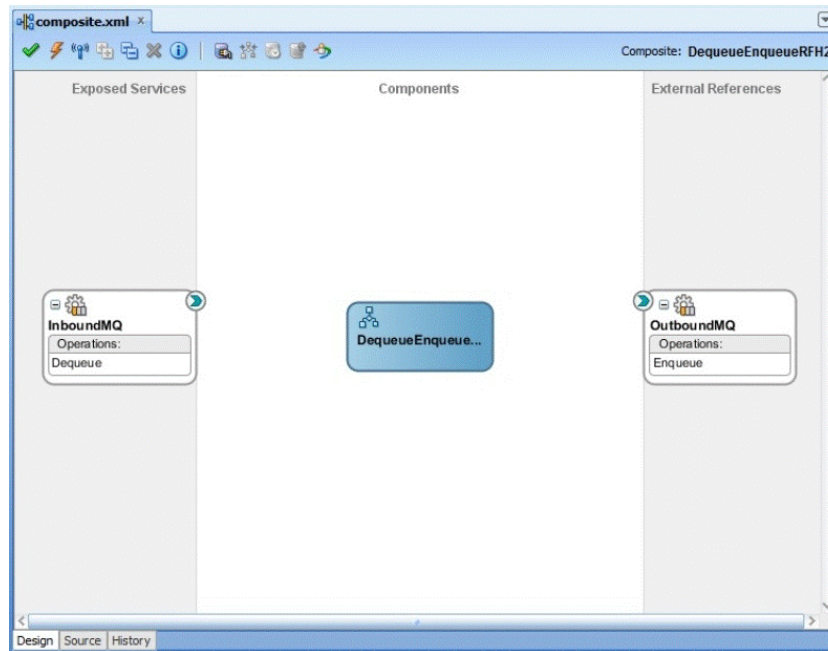 composite.xml
Composite: DequeueEnqueueRFH2
Exposed Services
Components
External References
InboundMQ
Operations:
Dequeue
DequeueEnqueue...
OutboundMQ
Operations:
Enqueue
Design Source History